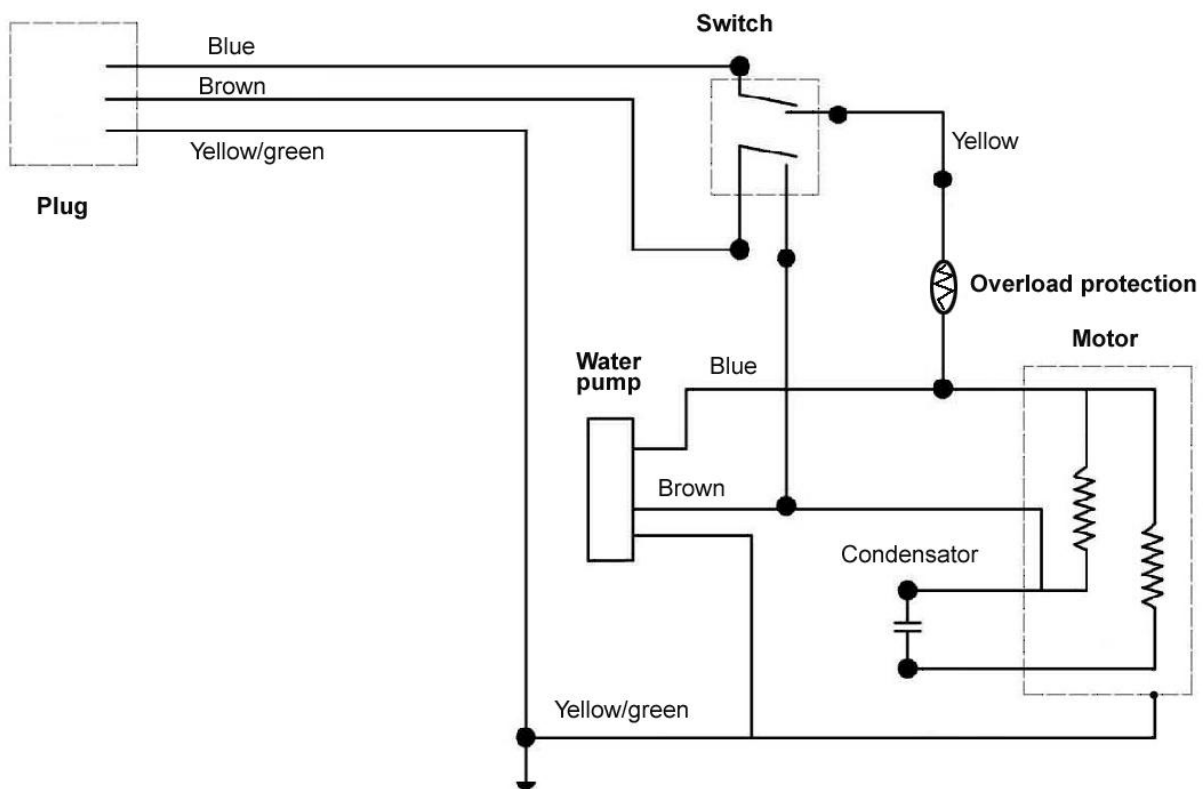 Switch
Blue
Brown
Yellow/green
Yellow
Plug
Overload protection
Motor
Water
pump
Blue
Brown
Condensator
Yellow/green